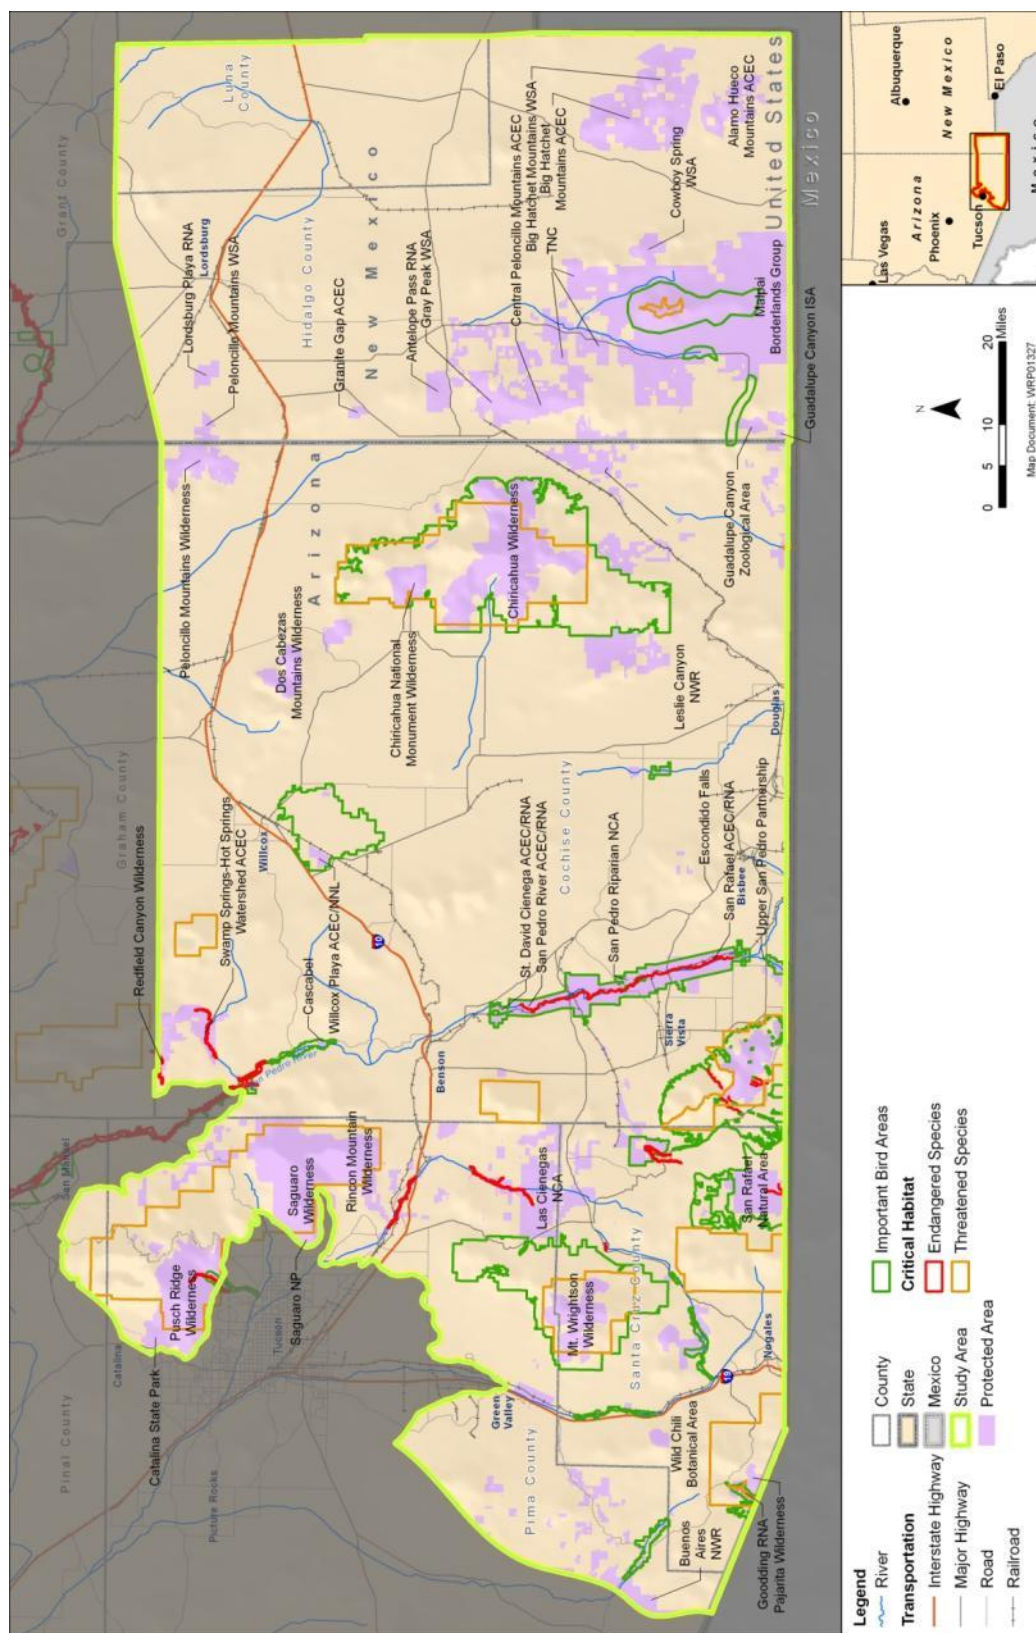 Pinal County
Graham County
Grant County
Luna
County
San Manuel
Catalina
Picture Rocks
Tucson
Catalina State Park
Pusch Ridge
Wilderness
Saguaro NP
Saguaro
Wilderness
Rincon Mountain
Wilderness
Redfield Canyon Wilderness
Swamp Springs-Hot Springs
Watershed ACEC
Cascabel
Willcox Playa ACEC/NNL
San Pedro River
Willcox
10
Benson
Peloncillo Mountains Wilderness
Dos Cabezas
Mountains Wilderness
Arizona
Chiricahua National
Monument Wilderness
Chiricahua Wilderness
Lordsburg Playa RNA
Lordsburg
Peloncillo Mountains WSA
Hidalgo County
Granite Gap ACEC
New Mexico
Antelope Pass RNA
Gray Peak WSA
Central Peloncillo Mountains ACEC
Big Hatchet Mountains WSA
Big Hatchet
Mountains ACEC
TNC
Cowboy Spring
WSA
Alamo Hueco
Mountains ACEC
United States
Mexico
Malpai
Borderlands Group
Guadalupe Canyon ISA
Guadalupe Canyon
Zoological Area
Leslie Canyon
NWR
Douglas
Cochise County
St. David Cienega ACEC/RNA
San Pedro River ACEC/RNA
San Pedro Riparian NCA
Escondido Falls
San Rafael ACEC/RNA
Bisbee
Upper San Pedro Partnership
Sierra
Vista
Las Cienegas
NCA
San Rafael
Natural Area
Mt. Wrightson
Wilderness
Santa Cruz County
Nogales
19
Green
Valley
Pima County
Wild Chili
Botanical Area
Buenos
Aires
NWR
Goodding RNA
Pajarita Wilderness
Legend
River
Transportation
Interstate Highway
Major Highway
Road
Railroad
County
State
Mexico
Study Area
Protected Area
Important Bird Areas
Critical Habitat
Endangered Species
Threatened Species
N
0 5 10 20
Miles
Map Document: WRP01327
Las Vegas
Arizona
Phoenix
Tucson
Albuquerque
New Mexico
El Paso